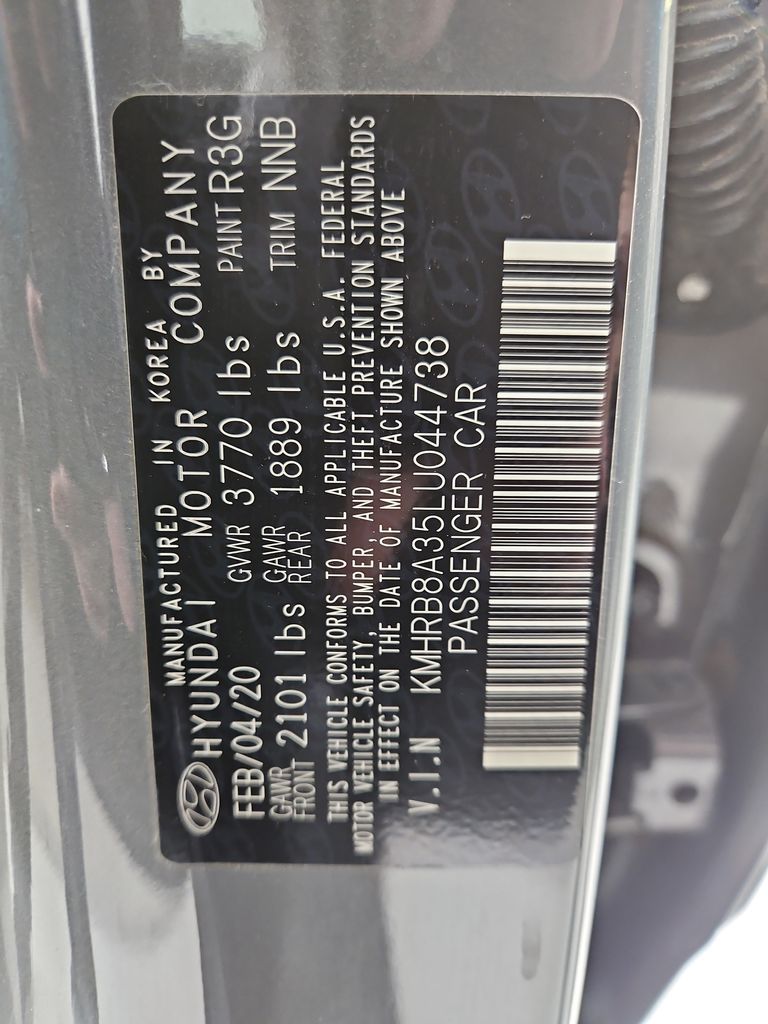 MANUFACTURED IN KOREA BY
HYUNDAI MOTOR COMPANY
FEB/04/20 GVWR 3770 lbs PAINT R3G
GAWR FRONT 2101 lbs GAWR REAR 1889 lbs TRIM NNB
THIS VEHICLE CONFORMS TO ALL APPLICABLE U.S.A. FEDERAL
MOTOR VEHICLE SAFETY, BUMPER, AND THEFT PREVENTION STANDARDS
IN EFFECT ON THE DATE OF MANUFACTURE SHOWN ABOVE
V.I.N KMHRB8A35LU044738
PASSENGER CAR